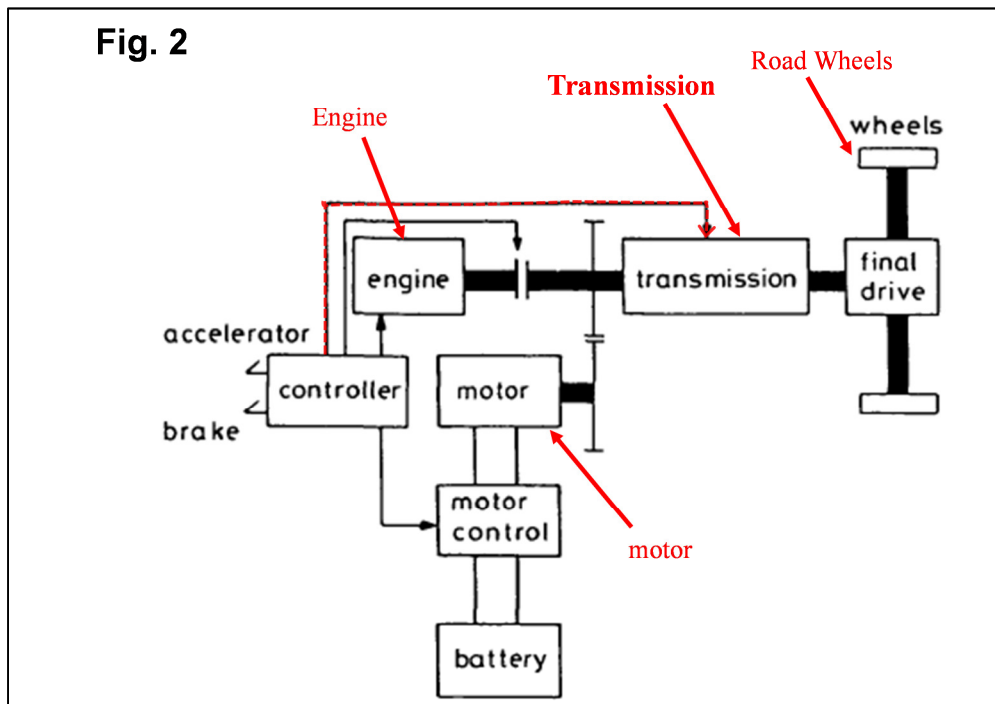 Fig. 2
Road Wheels
Transmission
Engine
wheels
engine
transmission
final
drive
accelerator
controller
motor
brake
motor
control
motor
battery